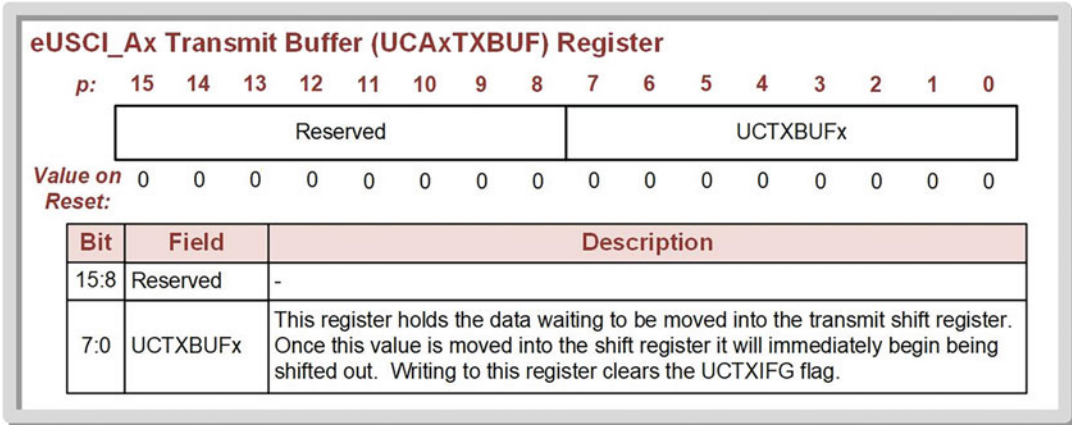 eUSCI_Ax Transmit Buffer (UCAxTXBUF) Register
p: 15 14 13 12 11 10 9 8 7 6 5 4 3 2 1 0
Reserved UCTXBUFx
Value on Reset: 0 0 0 0 0 0 0 0 0 0 0 0 0 0 0 0
Bit Field Description
15:8 Reserved -
7:0 UCTXBUFx This register holds the data waiting to be moved into the transmit shift register.
Once this value is moved into the shift register it will immediately begin being
shifted out. Writing to this register clears the UCTXIFG flag.